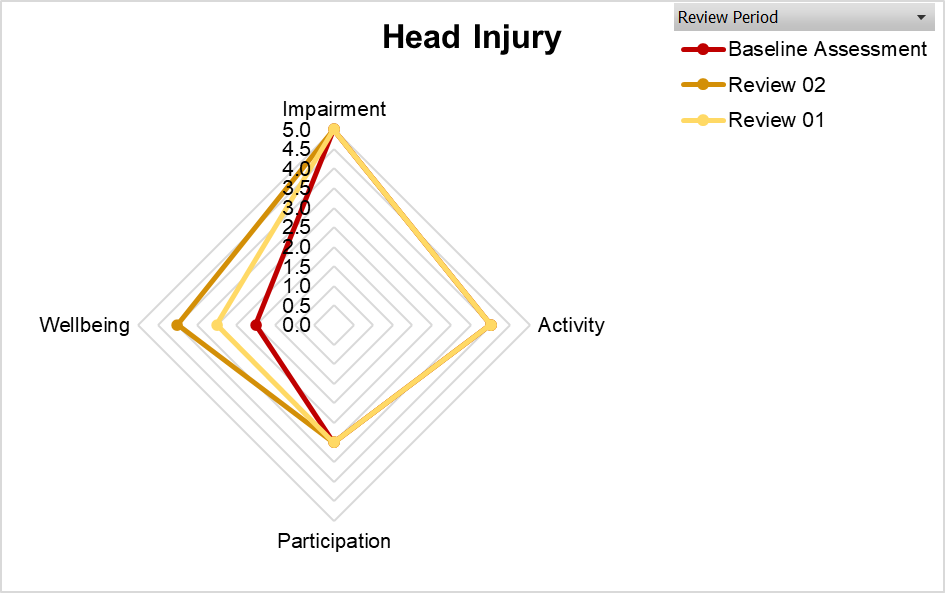 Head Injury
Review Period
Baseline Assessment
Review 02
Review 01
Impairment
5.0
4.5
4.0
3.5
3.0
2.5
2.0
1.5
1.0
0.5
0.0
Wellbeing
Activity
Participation